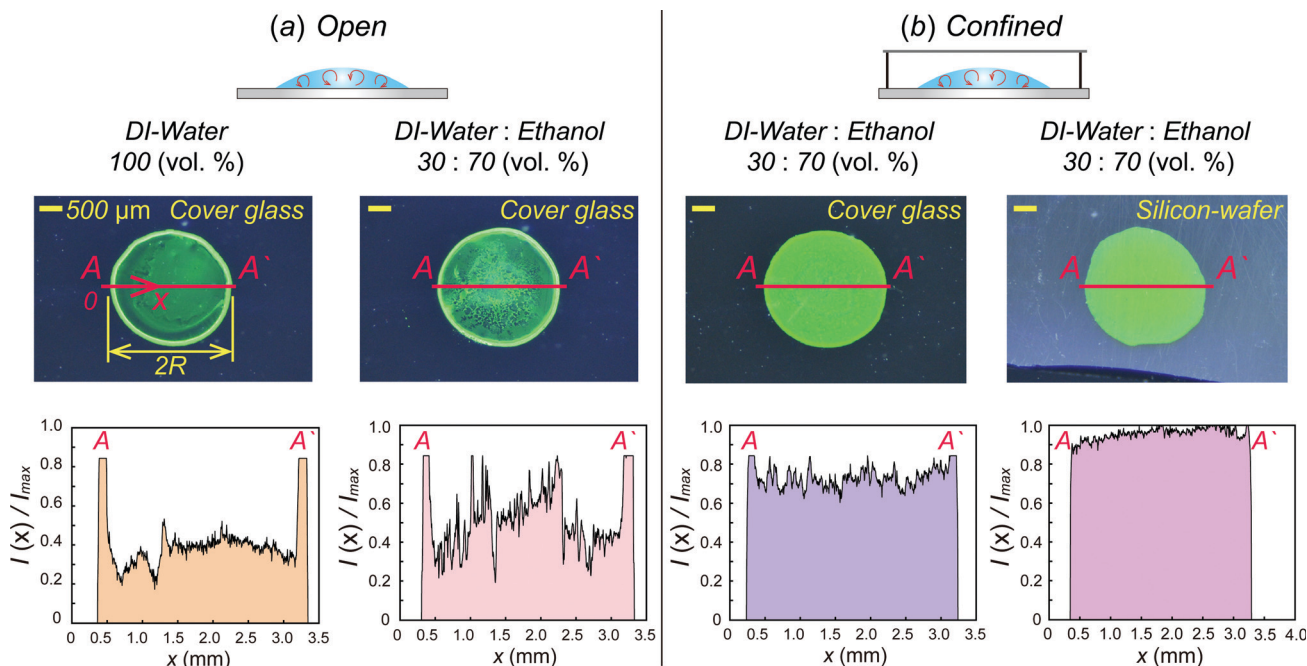 (a) Open
(b) Confined
DI-Water
100 (vol. %)
DI-Water : Ethanol
30 : 70 (vol. %)
DI-Water : Ethanol
30 : 70 (vol. %)
DI-Water : Ethanol
30 : 70 (vol. %)
500 µm Cover glass
A A`
0 x
2R
Cover glass
A A`
Cover glass
A A`
Silicon-wafer
A A`
I (x) / Imax
1.0
0.8
0.6
0.4
0.2
0
A A`
0 0.5 1.0 1.5 2.0 2.5 3.0 3.5
x (mm)
1.0
0.8
0.6
0.4
0.2
0
A A`
0 0.5 1.0 1.5 2.0 2.5 3.0 3.5
x (mm)
I (x) / Imax
1.0
0.8
0.6
0.4
0.2
0
A A`
0 0.5 1.0 1.5 2.0 2.5 3.0 3.5
x (mm)
1.0
0.8
0.6
0.4
0.2
0
A A`
0 0.5 1.0 1.5 2.0 2.5 3.0 3.5 4.0
x (mm)